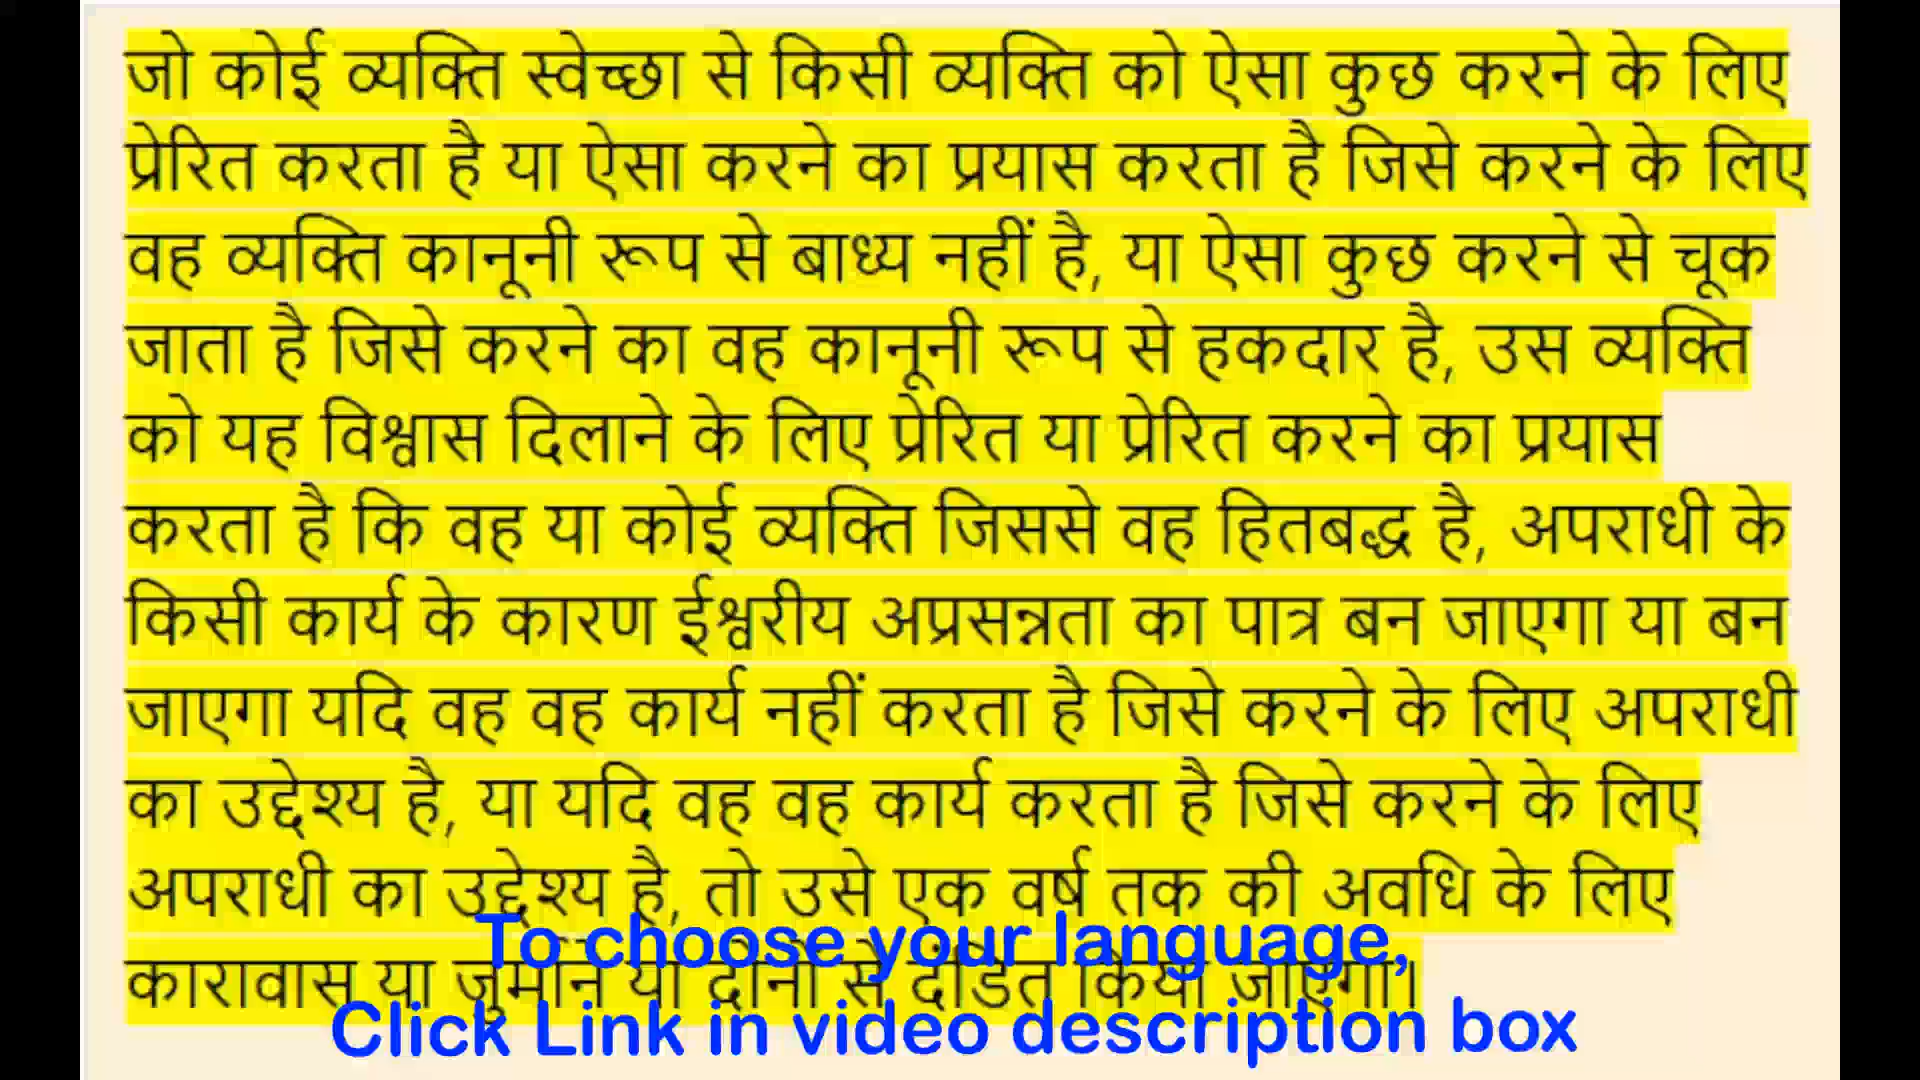 जो कोई व्यक्ति स्वेच्छा से किसी व्यक्ति को ऐसा कुछ करने के लिए
प्रेरित करता है या ऐसा करने का प्रयास करता है जिसे करने के लिए
वह व्यक्ति कानूनी रूप से बाध्य नहीं है, या ऐसा कुछ करने से चूक
जाता है जिसे करने का वह कानूनी रूप से हकदार है, उस व्यक्ति
को यह विश्वास दिलाने के लिए प्रेरित या प्रेरित करने का प्रयास
करता है कि वह या कोई व्यक्ति जिससे वह हितबद्ध है, अपराधी के
किसी कार्य के कारण ईश्वरीय अप्रसन्नता का पात्र बन जाएगा या बन
जाएगा यदि वह वह कार्य नहीं करता है जिसे करने के लिए अपराधी
का उद्देश्य है, या यदि वह वह कार्य करता है जिसे करने के लिए
अपराधी का उद्देश्य है, तो उसे एक वर्ष तक की अवधि के लिए
कारावास या जुर्माने या दोनों से दंडित किया जाएगा।
To choose your language,
Click Link in video description box